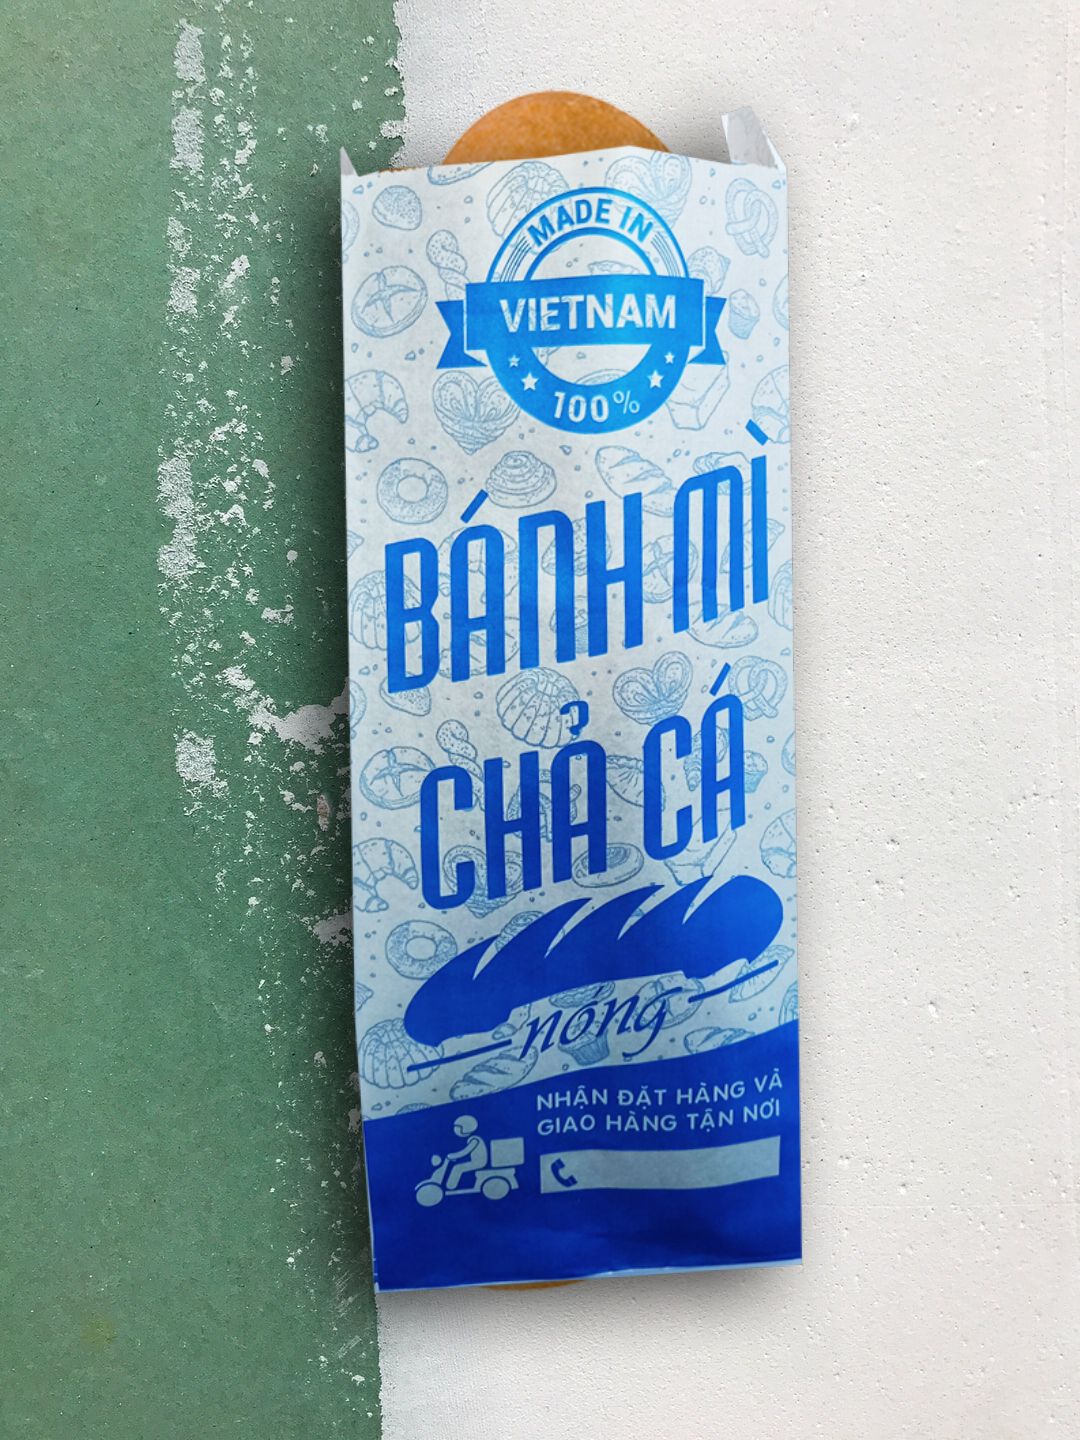 MADE IN
VIETNAM
100%
BÁNH MÌ
CHẢ CÁ
nóng
NHẬN ĐẶT HÀNG VÀ
GIAO HÀNG TẬN NƠI